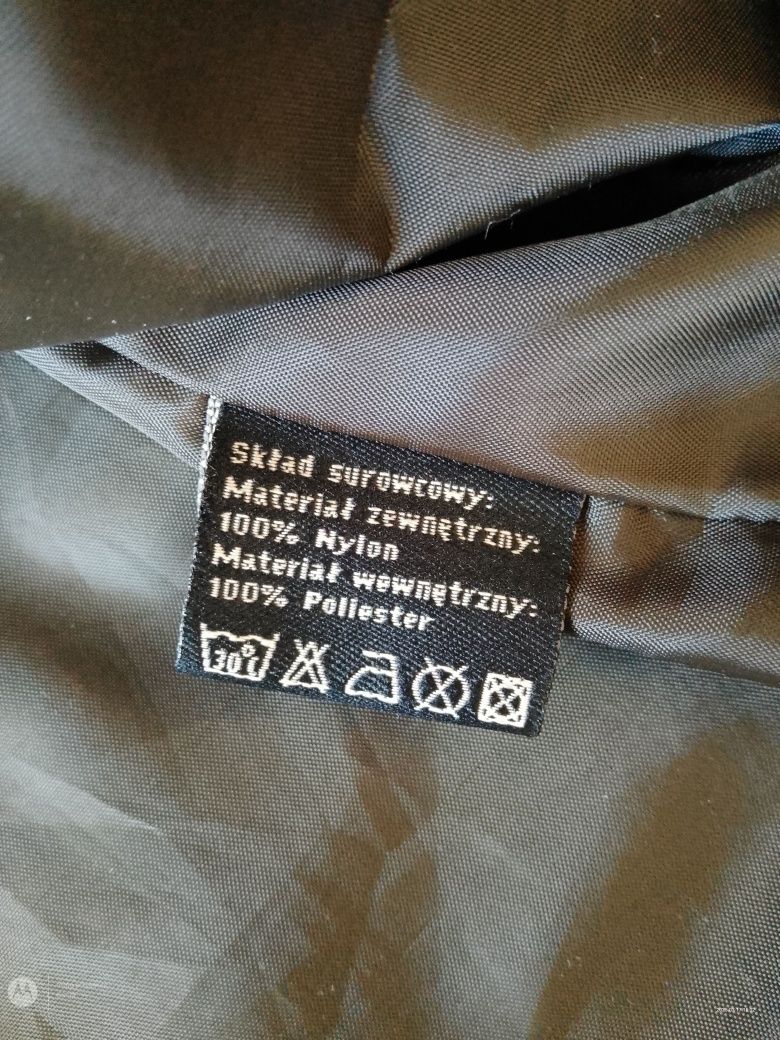 Skład surowcowy:
Materiał zewnętrzny:
100% Nylon
Materiał wewnętrzny:
100% Poliester
30°C